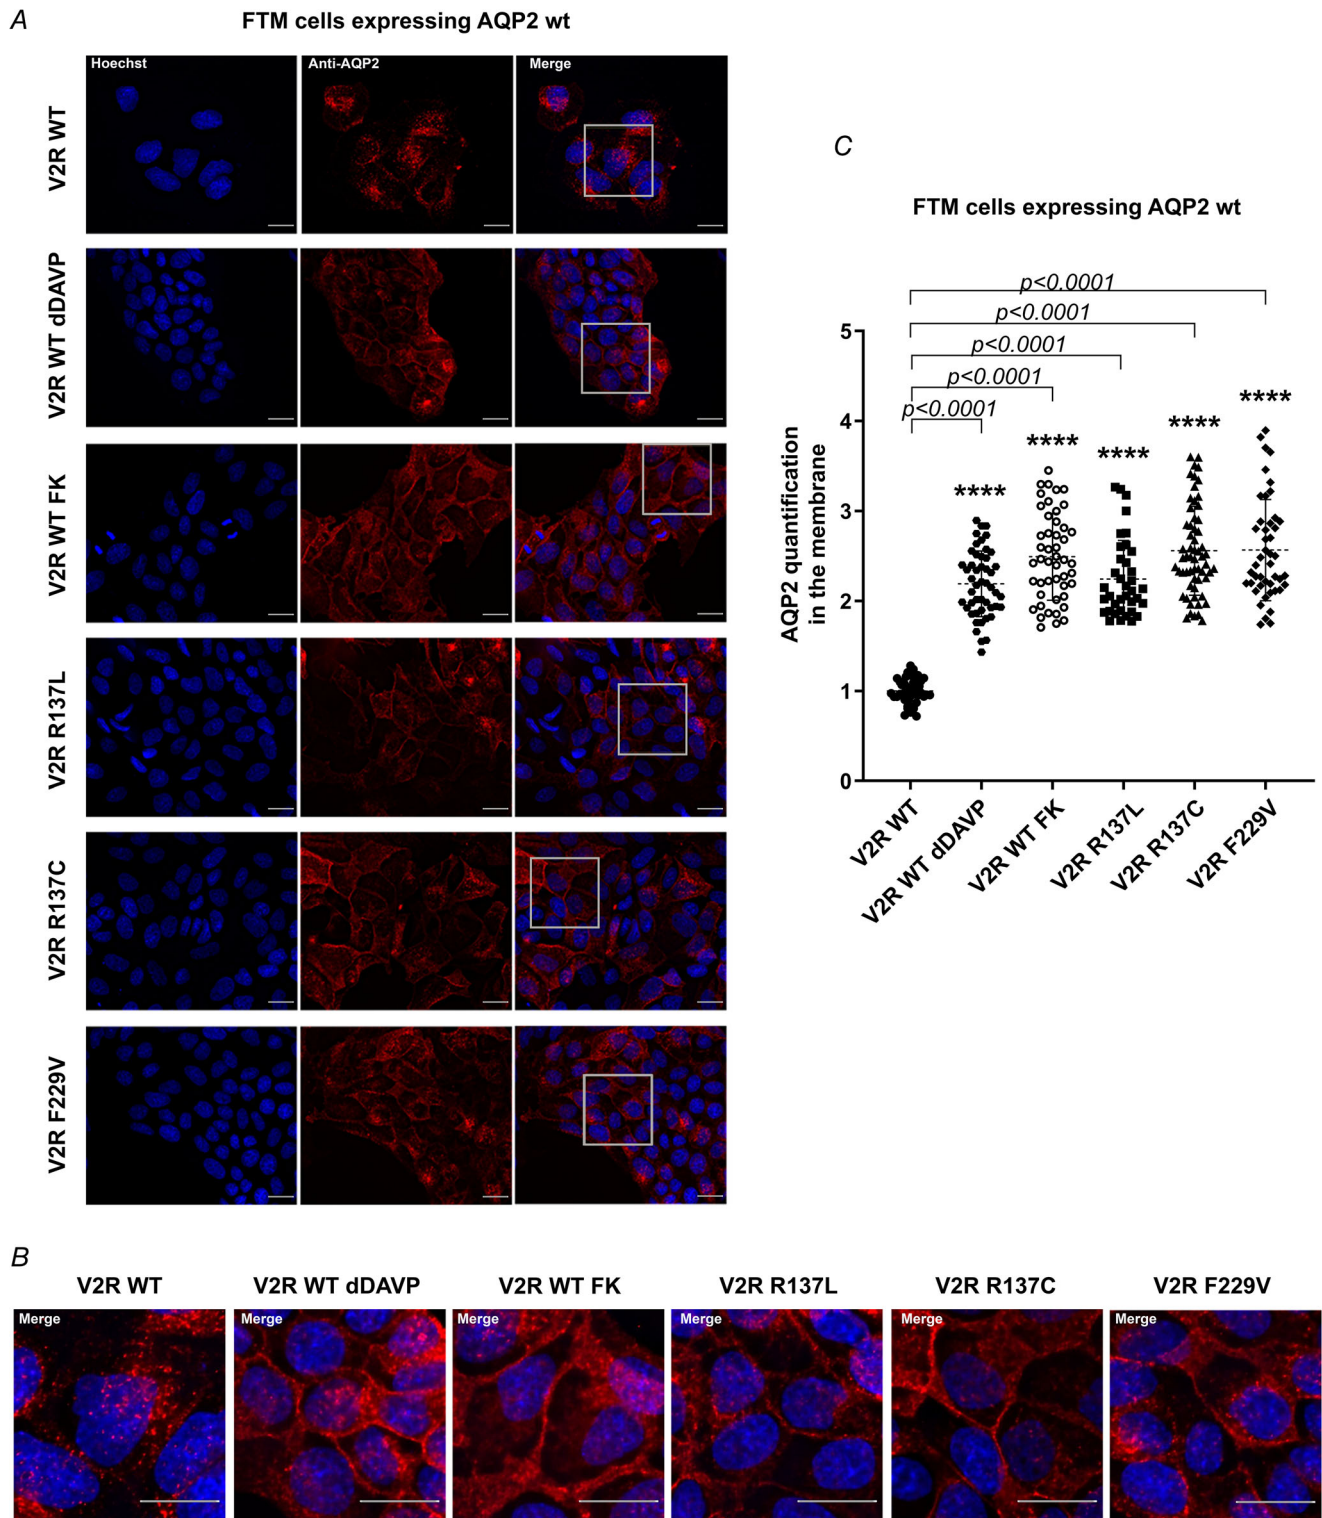 A
FTM cells expressing AQP2 wt
Hoechst
Anti-AQP2
Merge
V2R WT
V2R WT dDAVP
V2R WT FK
V2R R137L
V2R R137C
V2R F229V
B
V2R WT
V2R WT dDAVP
V2R WT FK
V2R R137L
V2R R137C
V2R F229V
Merge
Merge
Merge
Merge
Merge
Merge
C
FTM cells expressing AQP2 wt
p<0.0001
p<0.0001
p<0.0001
p<0.0001
p<0.0001
****
****
****
****
****
AQP2 quantification
in the membrane
5
4
3
2
1
0
V2R WT
V2R WT dDAVP
V2R WT FK
V2R R137L
V2R R137C
V2R F229V